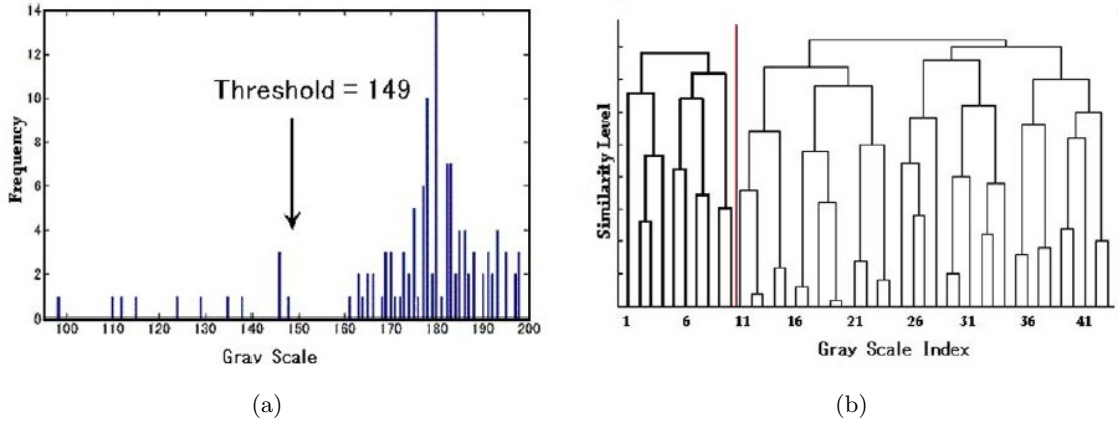 14
12
10
8
6
4
2
0
Frequency
Threshold = 149
100 110 120 130 140 150 160 170 180 190 200
Gray Scale
(a)
Similarity Level
1 6 11 16 21 26 31 36 41
Gray Scale Index
(b)